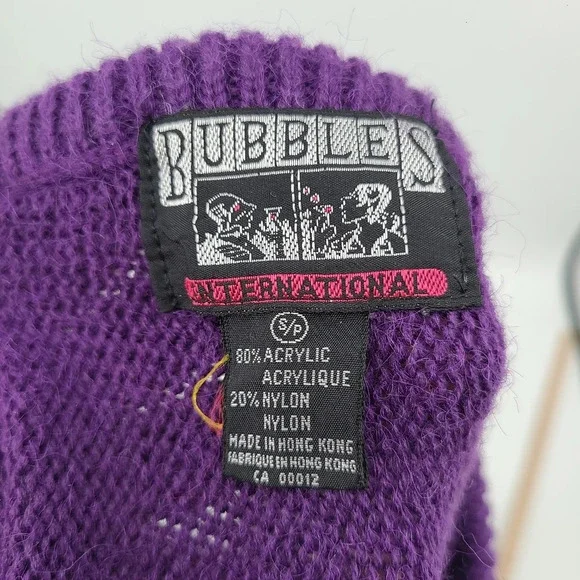 BUBBLES
INTERNATIONAL
S/P
80% ACRYLIC
ACRYLIQUE
20% NYLON
NYLON
MADE IN HONG KONG
FABRIQUE EN HONG KONG
CA 00012